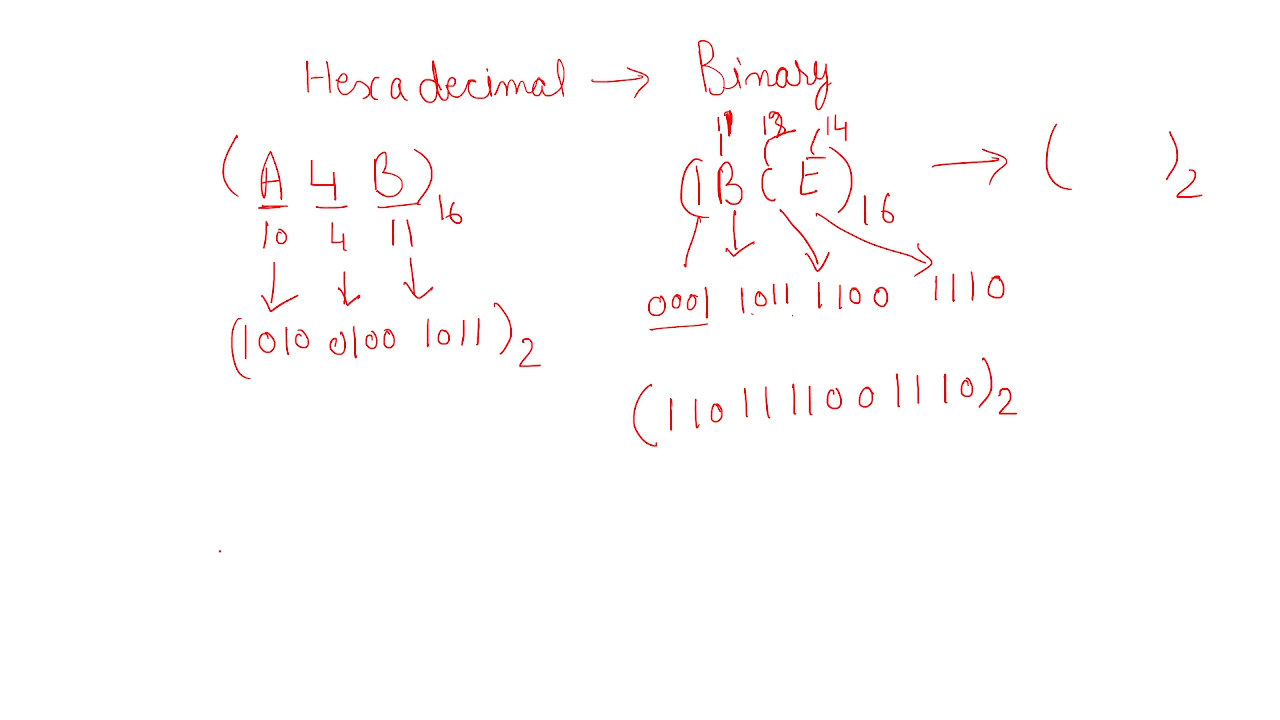 Hexadecimal → Binary
(A 4 B)16
10 4 11
(1010 0100 1011)2
11 12 14
(1BCE)16 → ( )2
0001 1011 1100 1110
(1101111001110)2